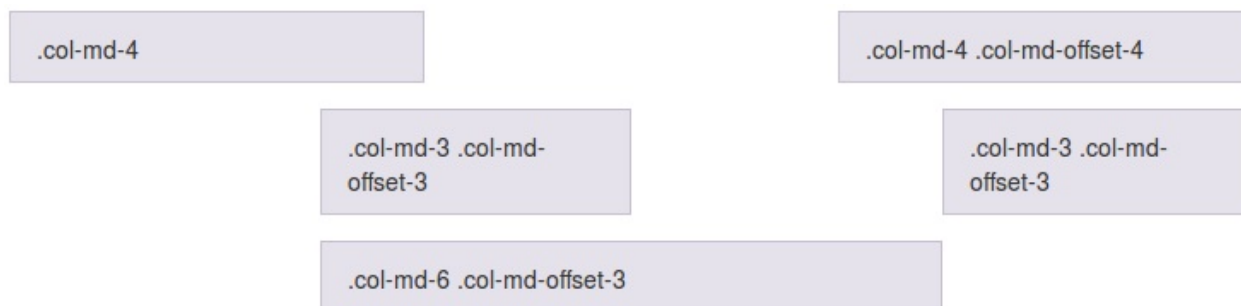 .col-md-4
.col-md-4 .col-md-offset-4
.col-md-3 .col-md-
offset-3
.col-md-3 .col-md-
offset-3
.col-md-6 .col-md-offset-3